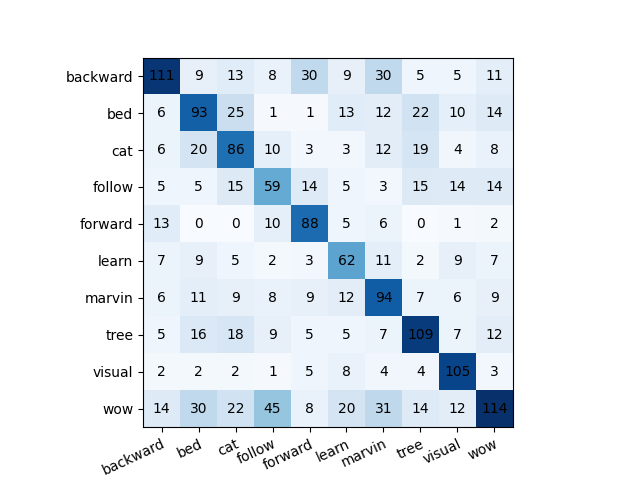 backward 111 9 13 8 30 9 30 5 5 11
bed 6 93 25 1 1 13 12 22 10 14
cat 6 20 86 10 3 3 12 19 4 8
follow 5 5 15 59 14 5 3 15 14 14
forward 13 0 0 10 88 5 6 0 1 2
learn 7 9 5 2 3 62 11 2 9 7
marvin 6 11 9 8 9 12 94 7 6 9
tree 5 16 18 9 5 5 7 109 7 12
visual 2 2 2 1 5 8 4 4 105 3
wow 14 30 22 45 8 20 31 14 12 114
backward bed cat follow forward learn marvin tree visual wow